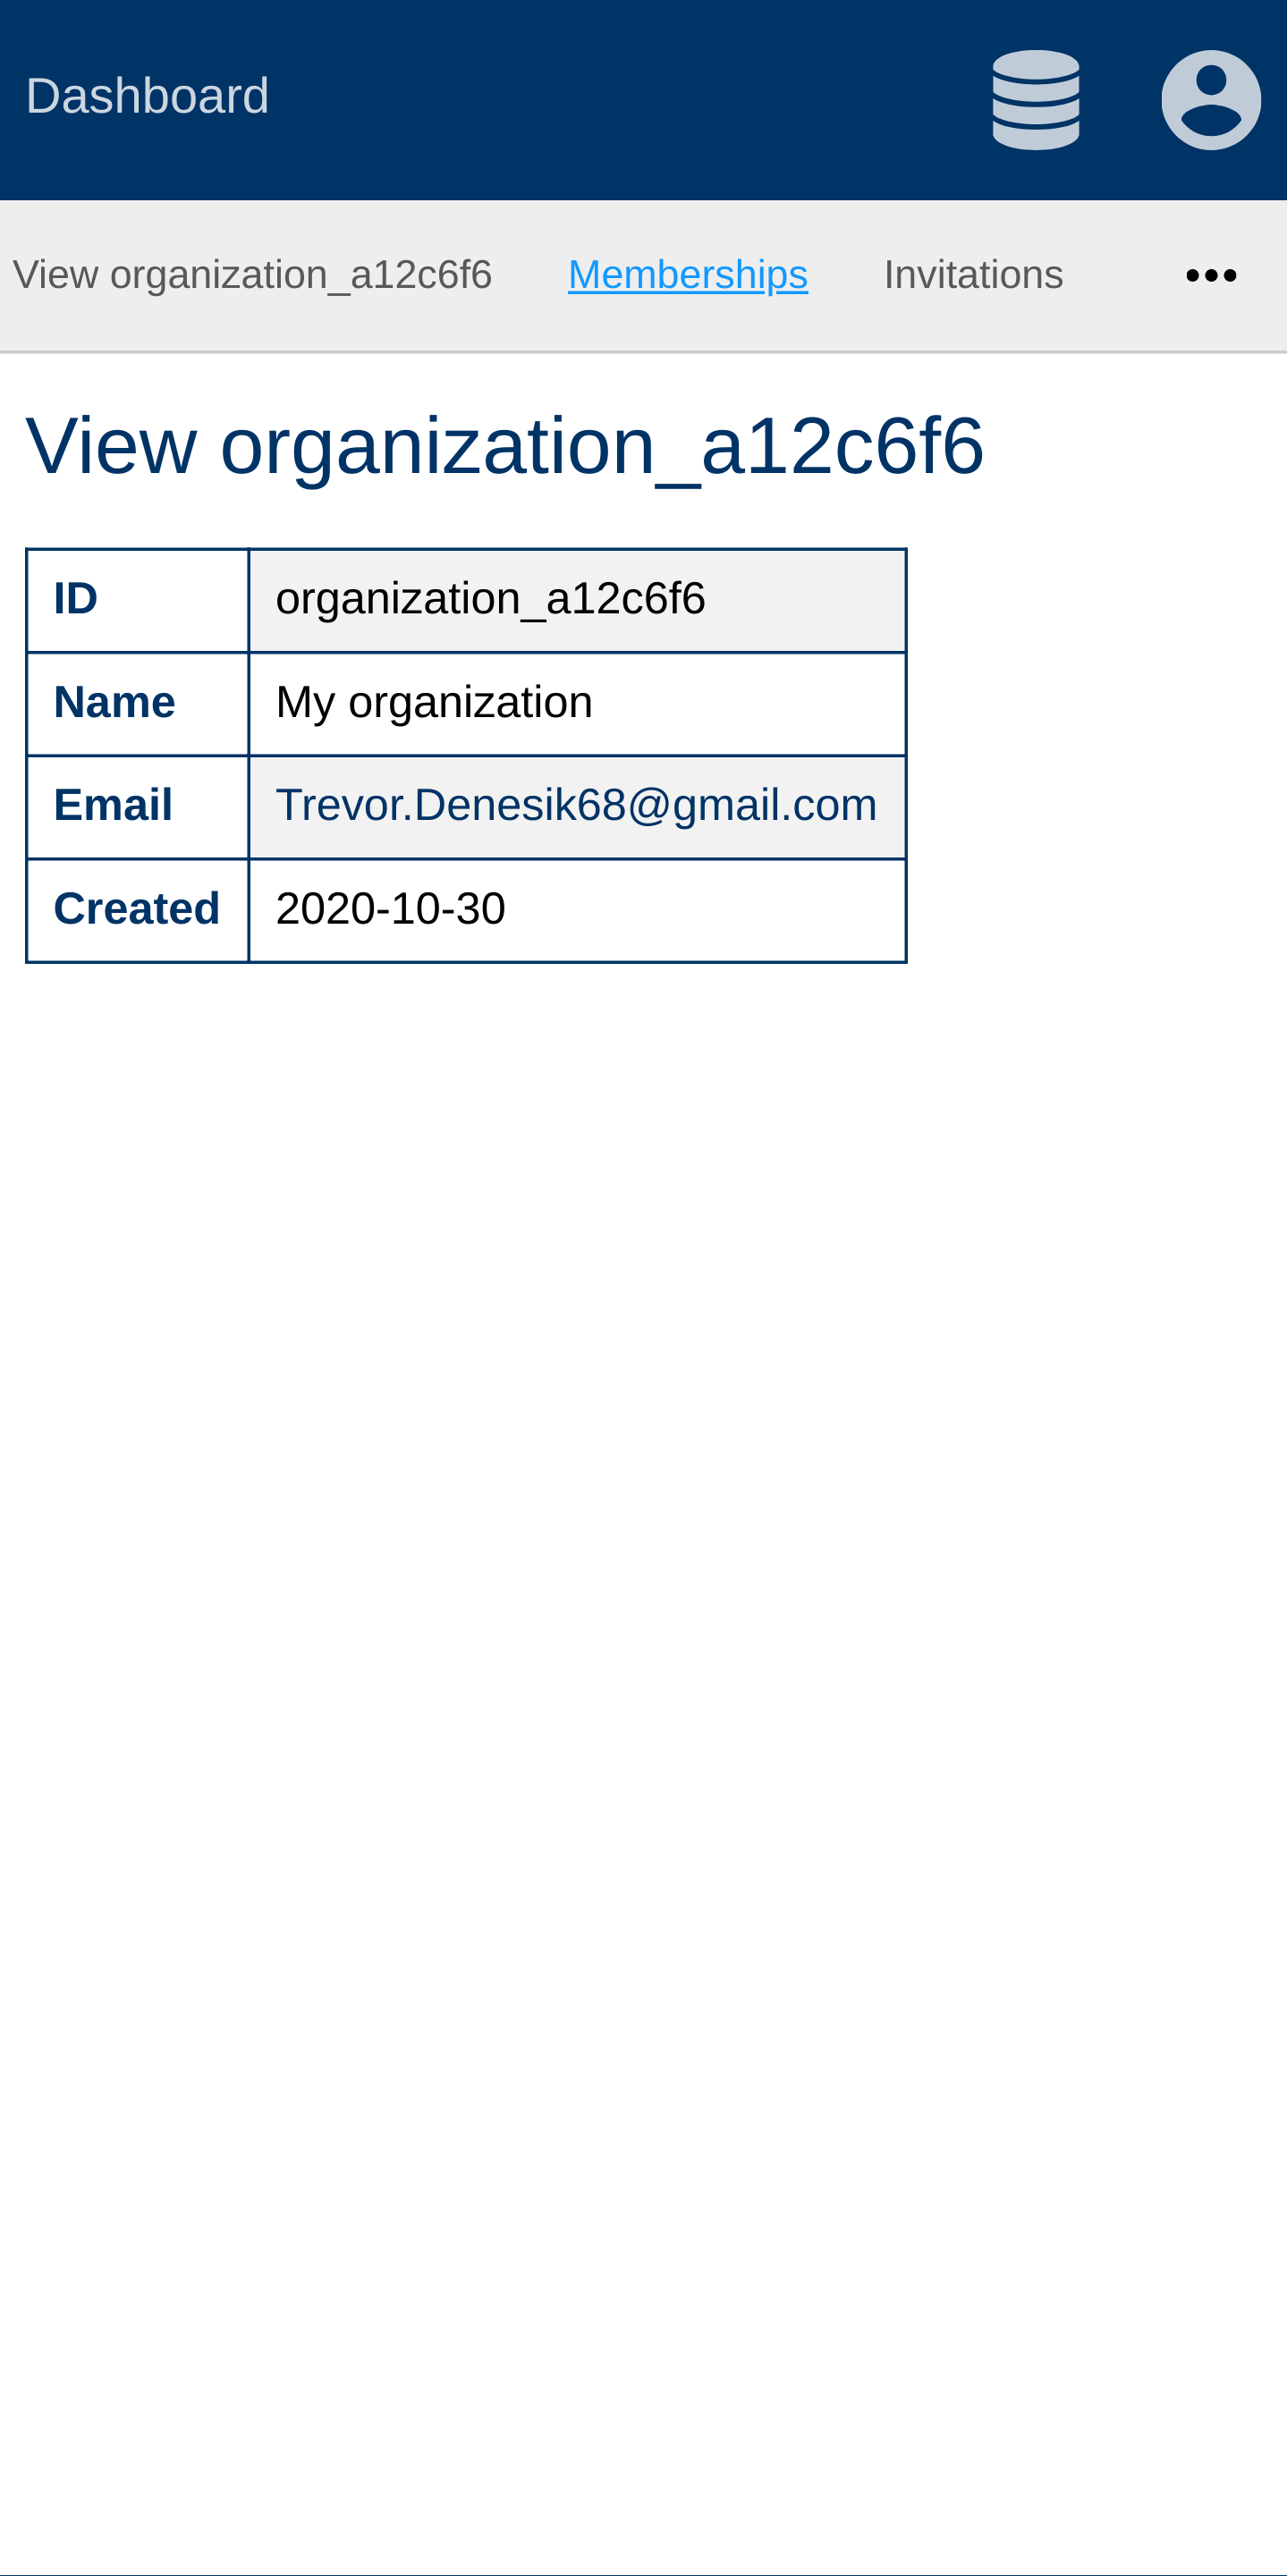 Dashboard
View organization_a12c6f6 Memberships Invitations •••
View organization_a12c6f6
ID organization_a12c6f6
Name My organization
Email Trevor.Denesik68@gmail.com
Created 2020-10-30